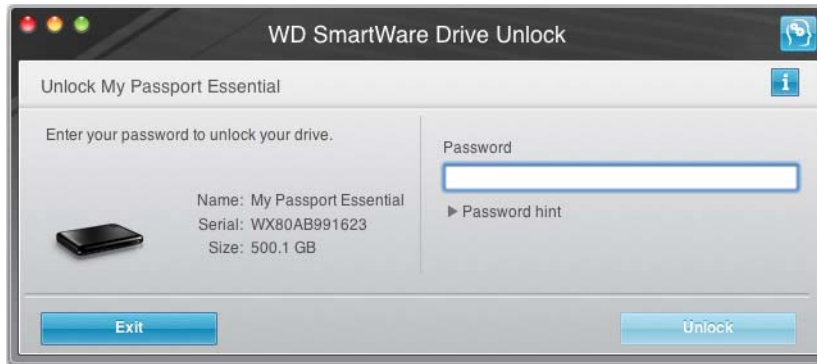 WD SmartWare Drive Unlock
Unlock My Passport Essential
i
Enter your password to unlock your drive.
Name: My Passport Essential
Serial: WX80AB991623
Size: 500.1 GB
Password
Password hint
Exit
Unlock